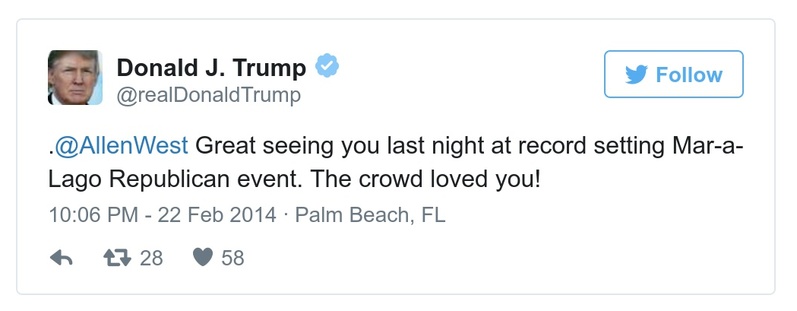 Donald J. Trump
@realDonaldTrump
Follow
.@AllenWest Great seeing you last night at record setting Mar-a-
Lago Republican event. The crowd loved you!
10:06 PM - 22 Feb 2014 · Palm Beach, FL
28 58